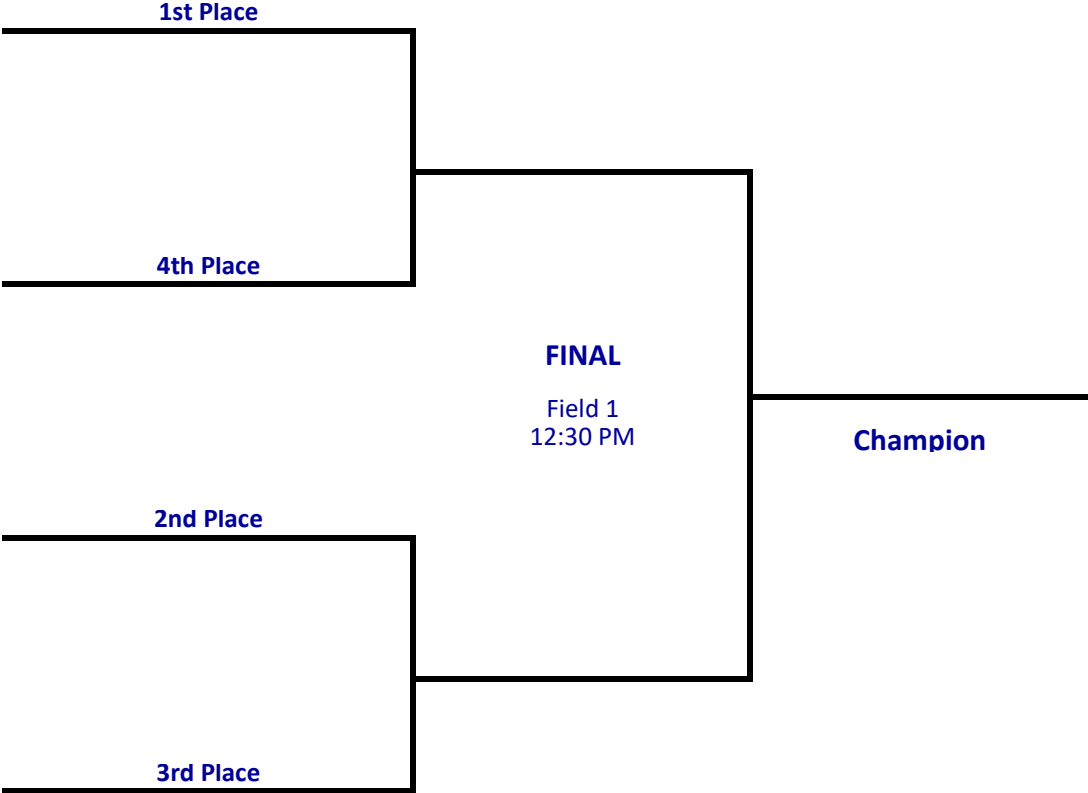 1st Place
4th Place
FINAL
Field 1
12:30 PM
Champion
2nd Place
3rd Place